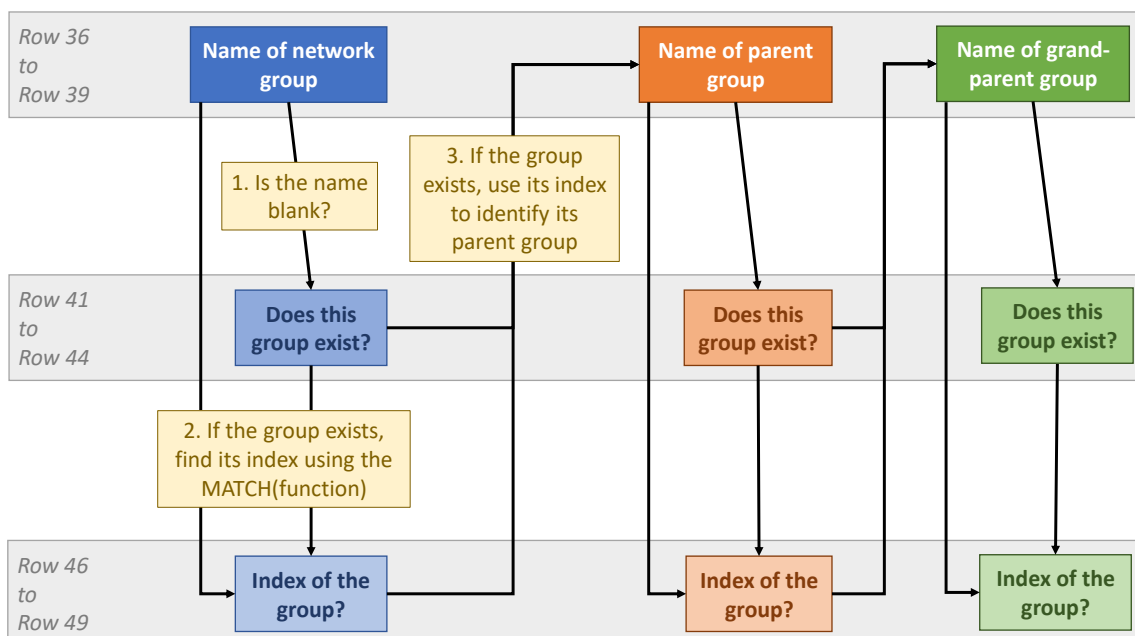 Row 36
to
Row 39
Name of network
group
Name of parent
group
Name of grand-
parent group
1. Is the name
blank?
3. If the group
exists, use its index
to identify its
parent group
Row 41
to
Row 44
Does this
group exist?
Does this
group exist?
Does this
group exist?
2. If the group exists,
find its index using the
MATCH(function)
Row 46
to
Row 49
Index of the
group?
Index of the
group?
Index of the
group?